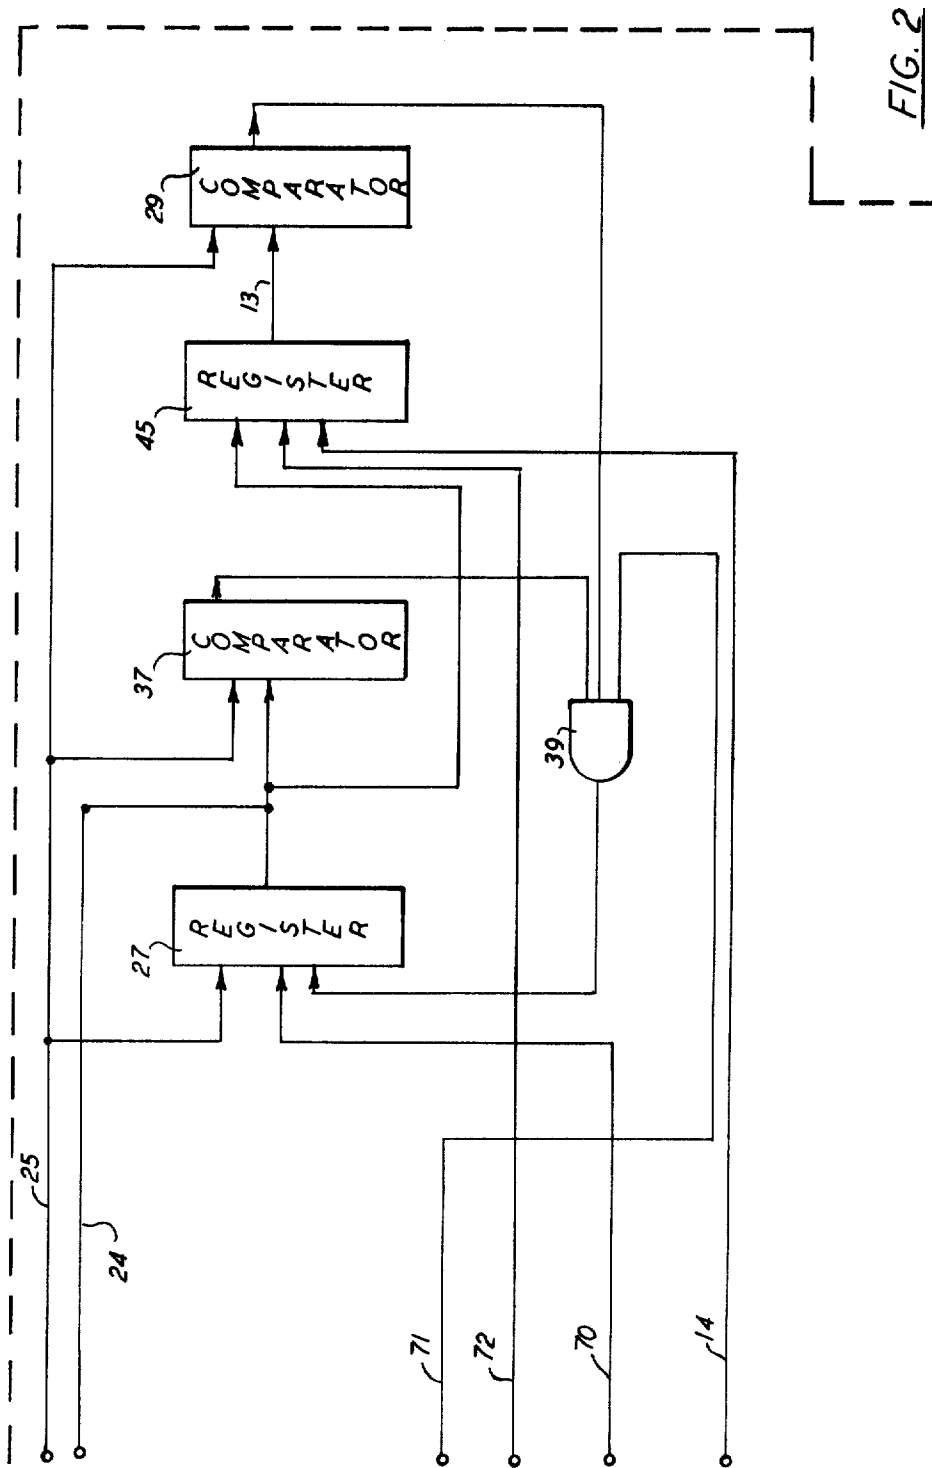 FIG. 2
29
COMPARATOR
13
REGISTER
45
COMPARATOR
37
39
REGISTER
27
25
24
71
72
70
14